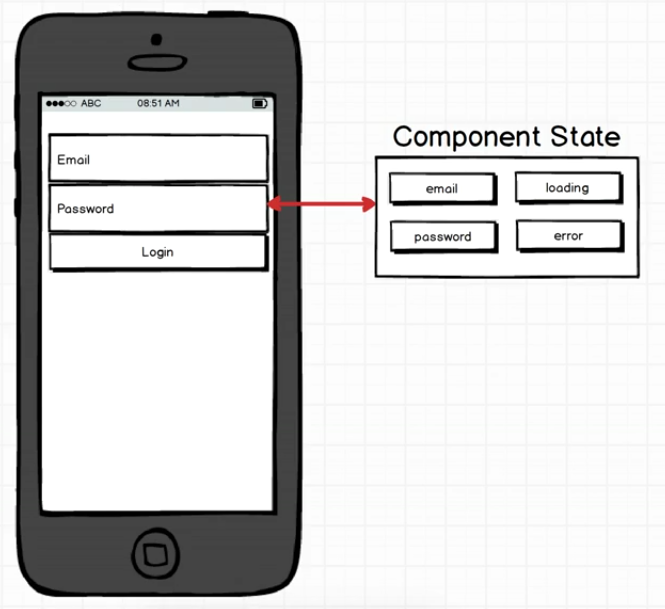 ABC 08:51 AM
Email
Password
Login
Component State
email loading
password error